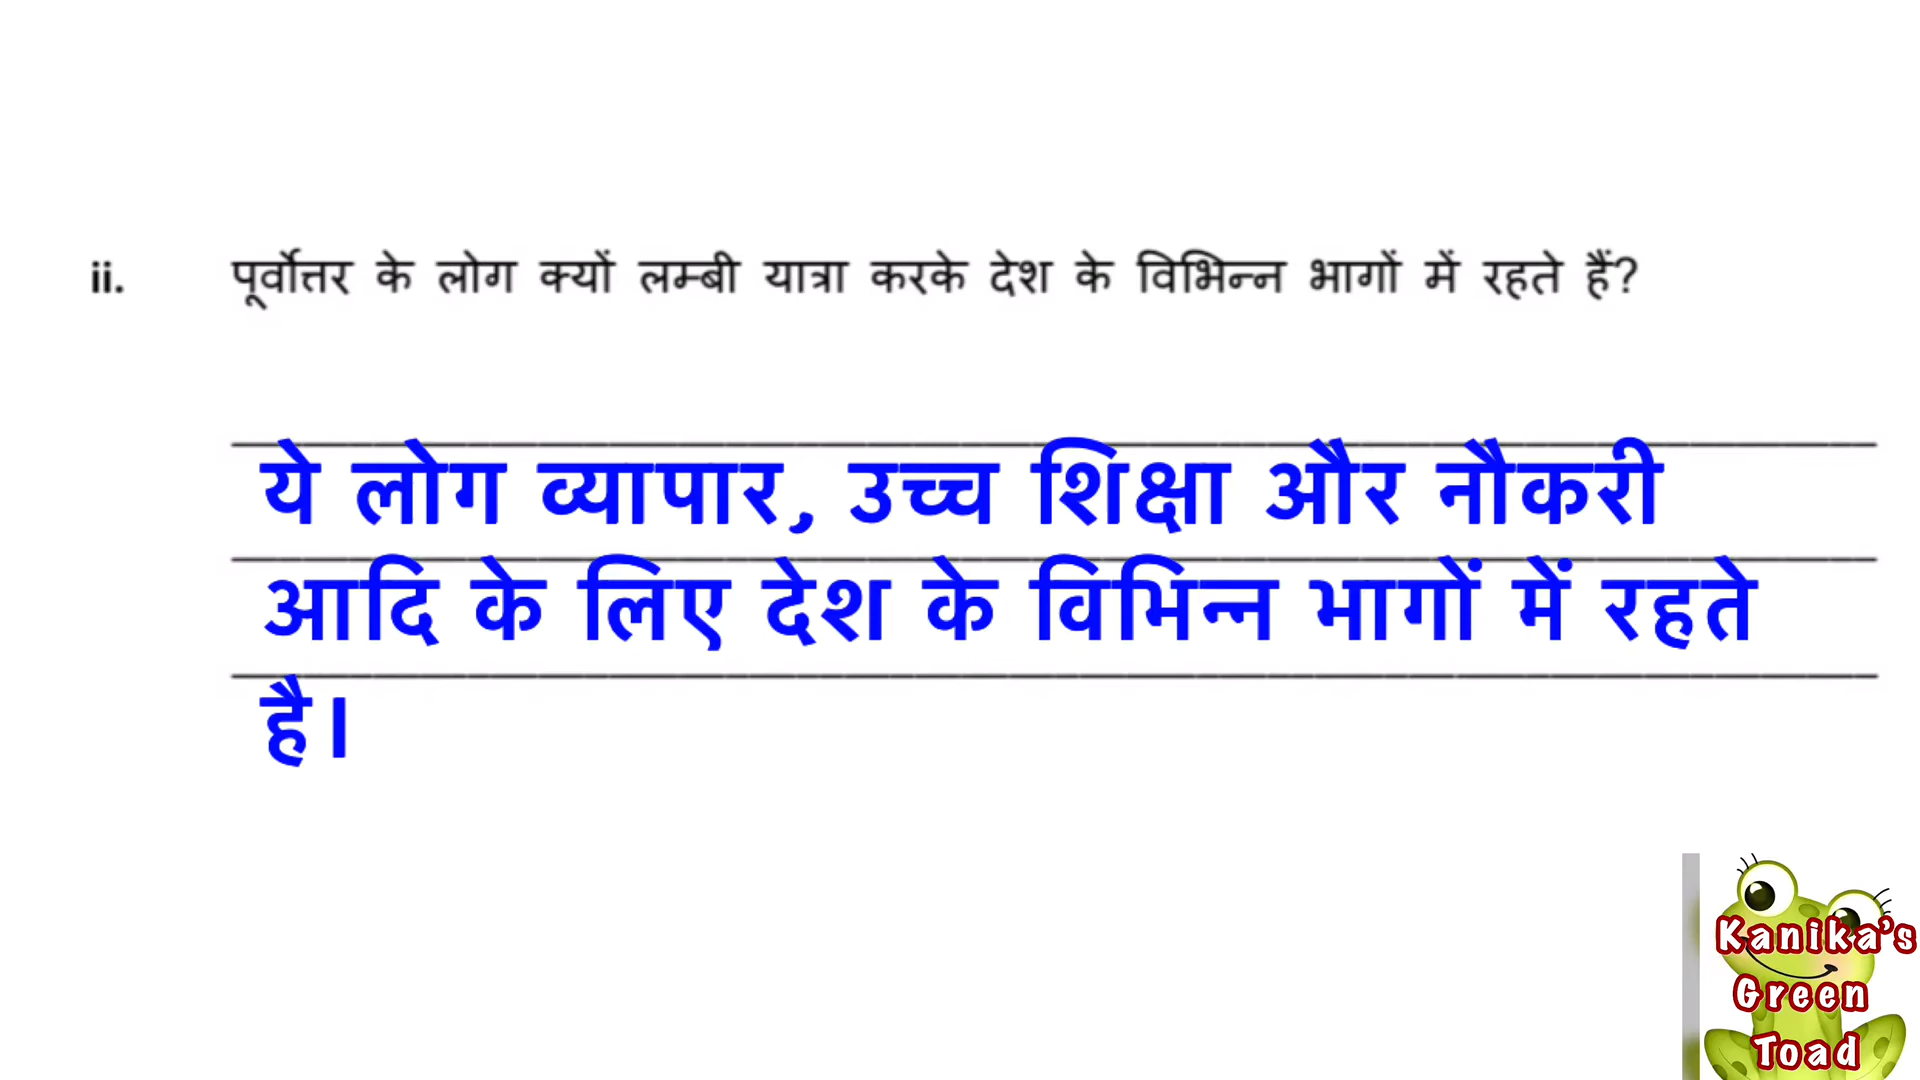 ii. पूर्वोत्तर के लोग क्यों लम्बी यात्रा करके देश के विभिन्न भागों में रहते हैं?
ये लोग व्यापार, उच्च शिक्षा और नौकरी
आदि के लिए देश के विभिन्न भागों में रहते
है।
Kanika's
Green
Toad